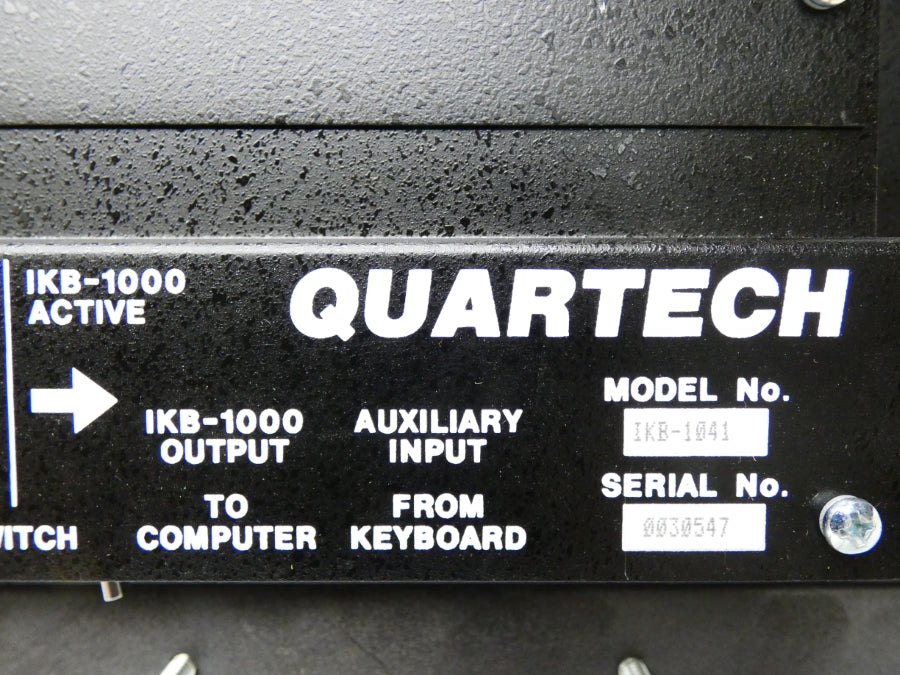 IKB-1000
ACTIVE
QUARTECH
IKB-1000
OUTPUT
TO
COMPUTER
AUXILIARY
INPUT
FROM
KEYBOARD
MODEL No.
IKB-1041
SERIAL No.
0030547
WITCH